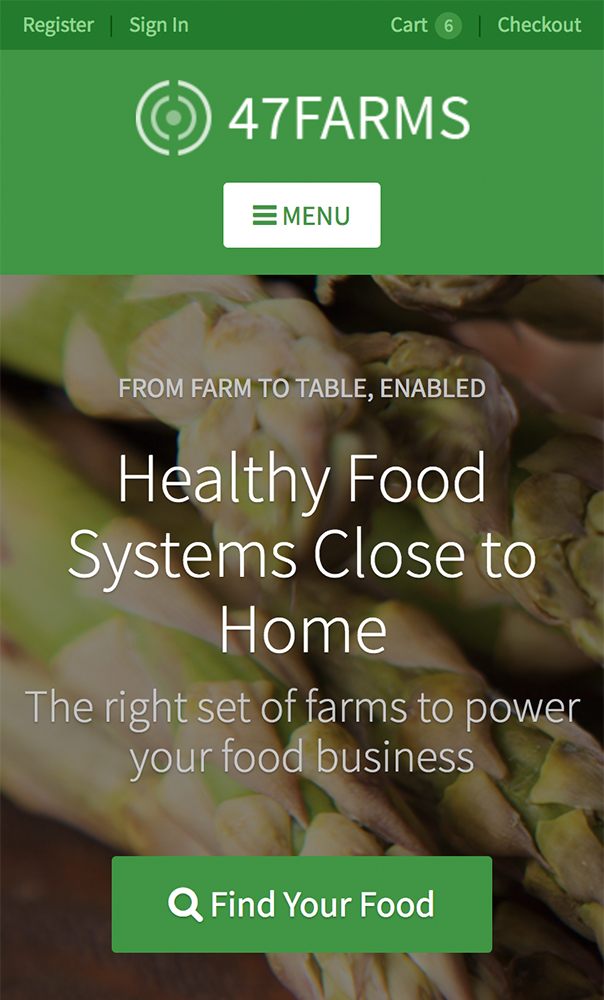 Register Sign In Cart 6 Checkout
47FARMS
MENU
FROM FARM TO TABLE, ENABLED
Healthy Food
Systems Close to
Home
The right set of farms to power
your food business
Find Your Food